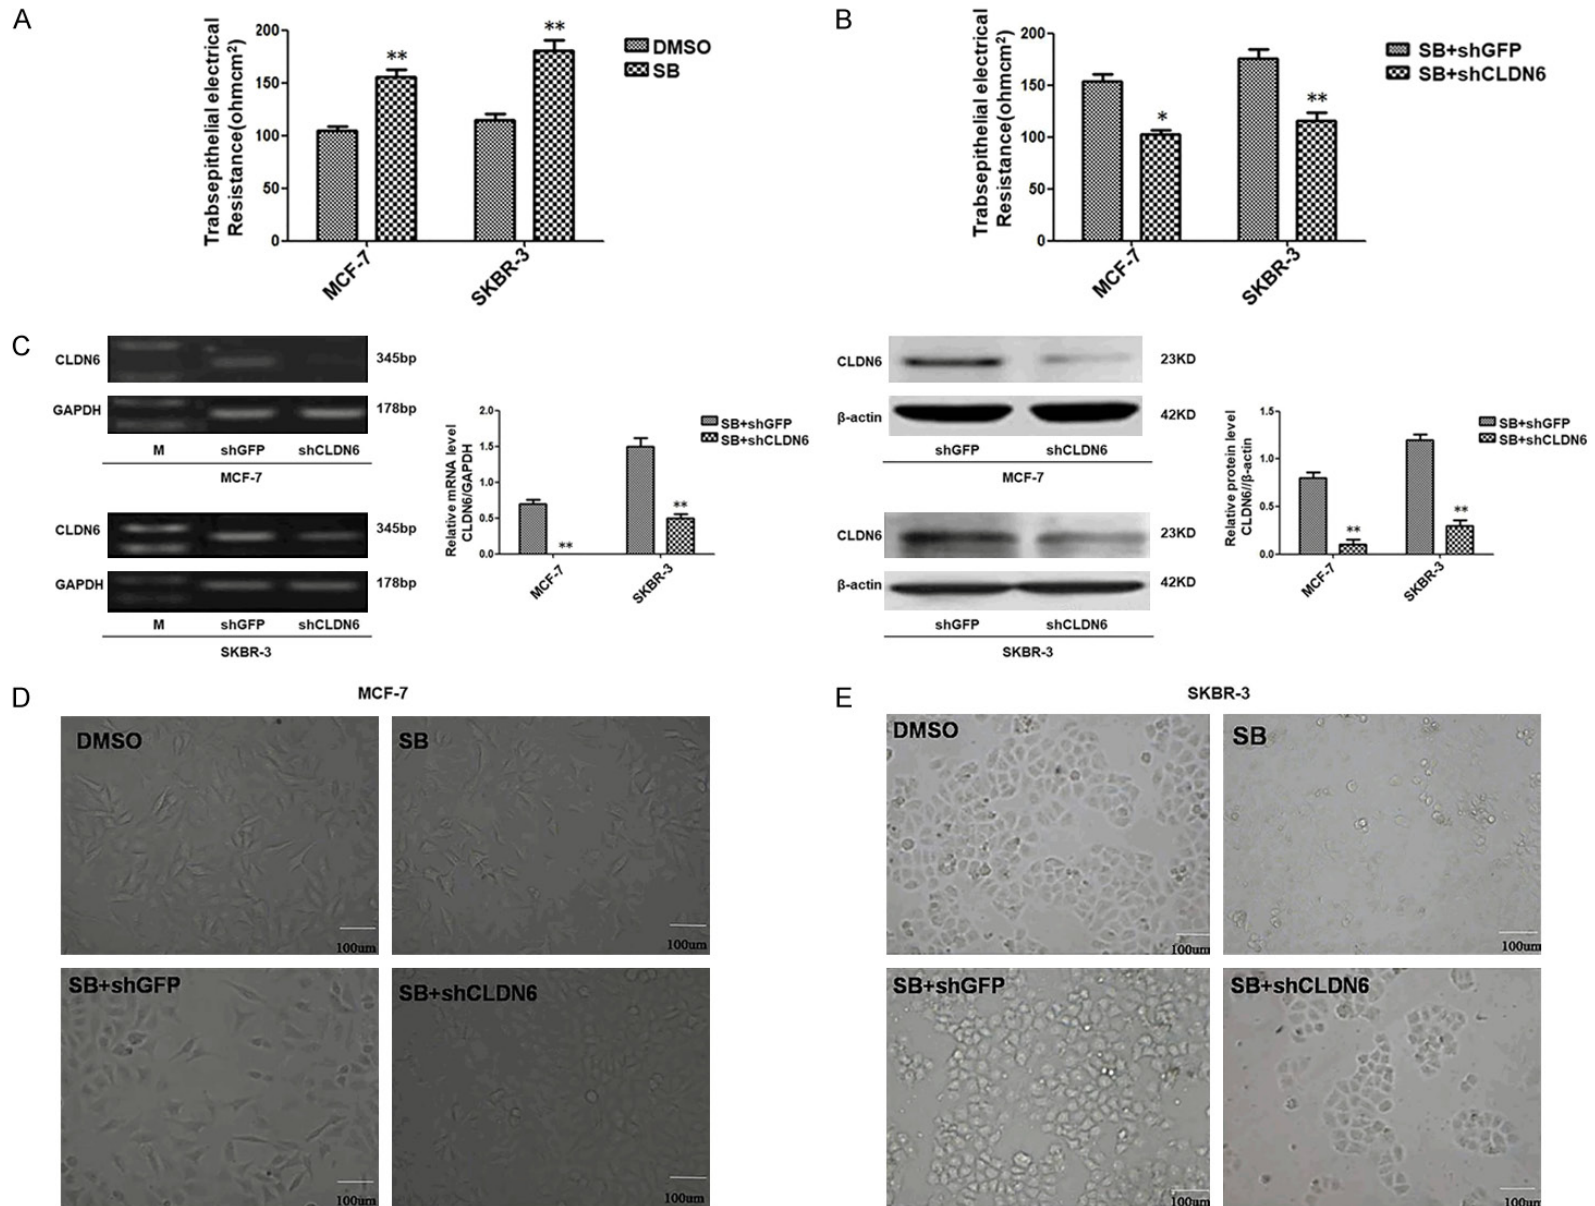 A
Trabsepithelial electrical
Resistance(ohmcm²)
200
150
100
50
0
**
**
DMSO
SB
MCF-7
SKBR-3
B
Trabsepithelial electrical
Resistance(ohmcm²)
200
150
100
50
0
*
**
SB+shGFP
SB+shCLDN6
MCF-7
SKBR-3
C
CLDN6
345bp
GAPDH
178bp
M shGFP shCLDN6
MCF-7
CLDN6
345bp
GAPDH
178bp
M shGFP shCLDN6
SKBR-3
Relative mRNA level
CLDN6/GAPDH
2.0
1.5
1.0
0.5
0.0
**
**
SB+shGFP
SB+shCLDN6
MCF-7
SKBR-3
CLDN6
23KD
β-actin
42KD
shGFP shCLDN6
MCF-7
CLDN6
23KD
β-actin
42KD
shGFP shCLDN6
SKBR-3
Relative protein level
CLDN6//β-actin
1.5
1.0
0.5
0.0
**
**
SB+shGFP
SB+shCLDN6
MCF-7
SKBR-3
D
MCF-7
DMSO
100um
SB
100um
SB+shGFP
100um
SB+shCLDN6
100um
E
SKBR-3
DMSO
100um
SB
100um
SB+shGFP
100um
SB+shCLDN6
100um